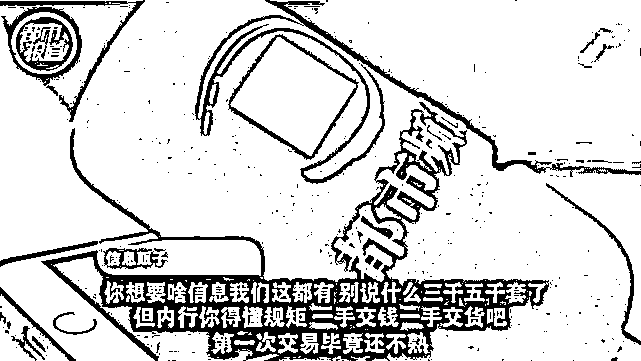 都市
报道
都市频
信息贩子
你想要啥信息我们这都有 别说什么三千五千套了
但内行你得懂规矩 一手交钱一手交货吧
第一次交易毕竟还不熟